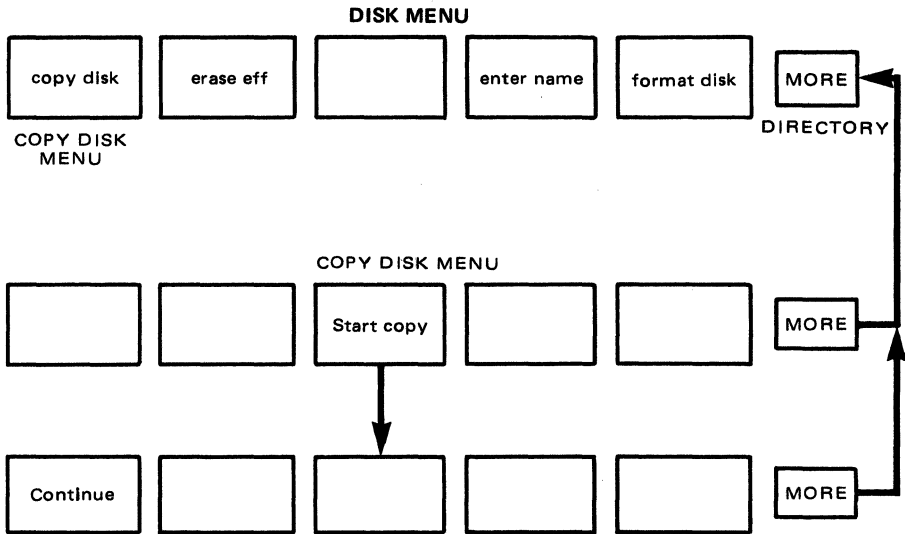 DISK MENU
copy disk
erase eff
enter name
format disk
MORE
COPY DISK
MENU
DIRECTORY
COPY DISK MENU
Start copy
MORE
Continue
MORE